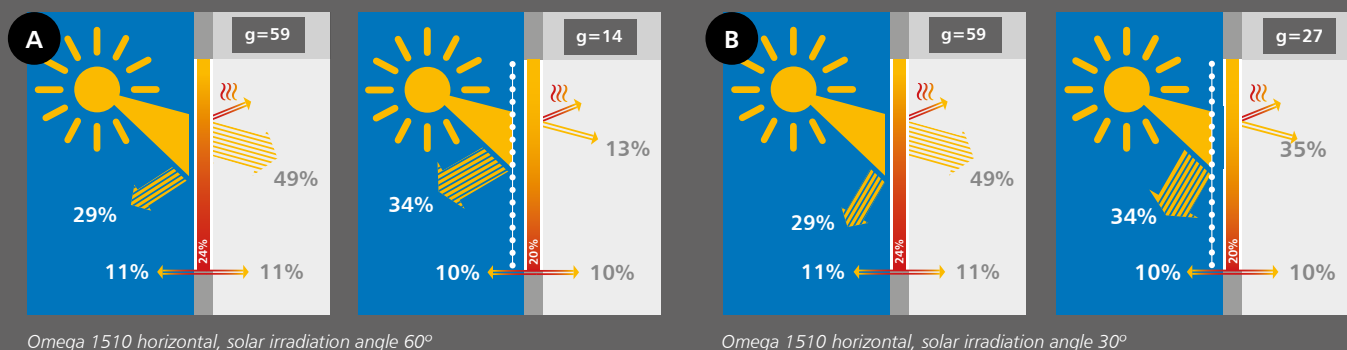 A
g=59
29%
49%
24%
11%
11%
g=14
34%
13%
20%
10%
10%
Omega 1510 horizontal, solar irradiation angle 60º
B
g=59
29%
49%
24%
11%
11%
g=27
34%
35%
20%
10%
10%
Omega 1510 horizontal, solar irradiation angle 30º